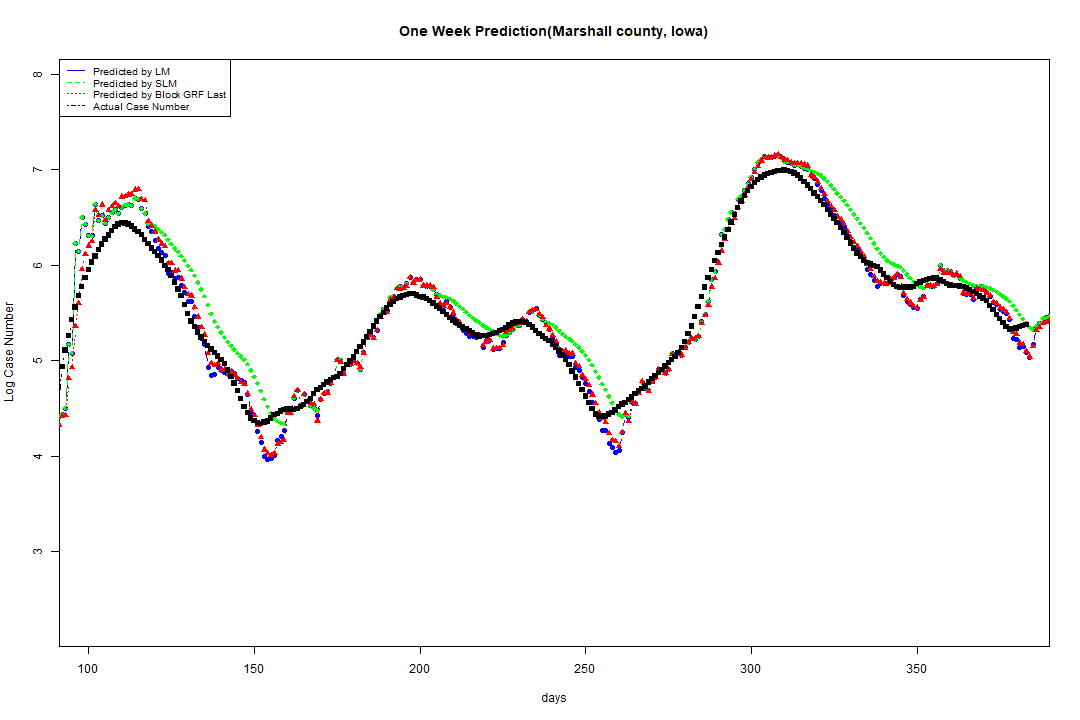 One Week Prediction(Marshall county, Iowa)
Predicted by LM
Predicted by SLM
Predicted by Block GRF Last
Actual Case Number
8
7
6
5
4
3
Log Case Number
100 150 200 250 300 350
days